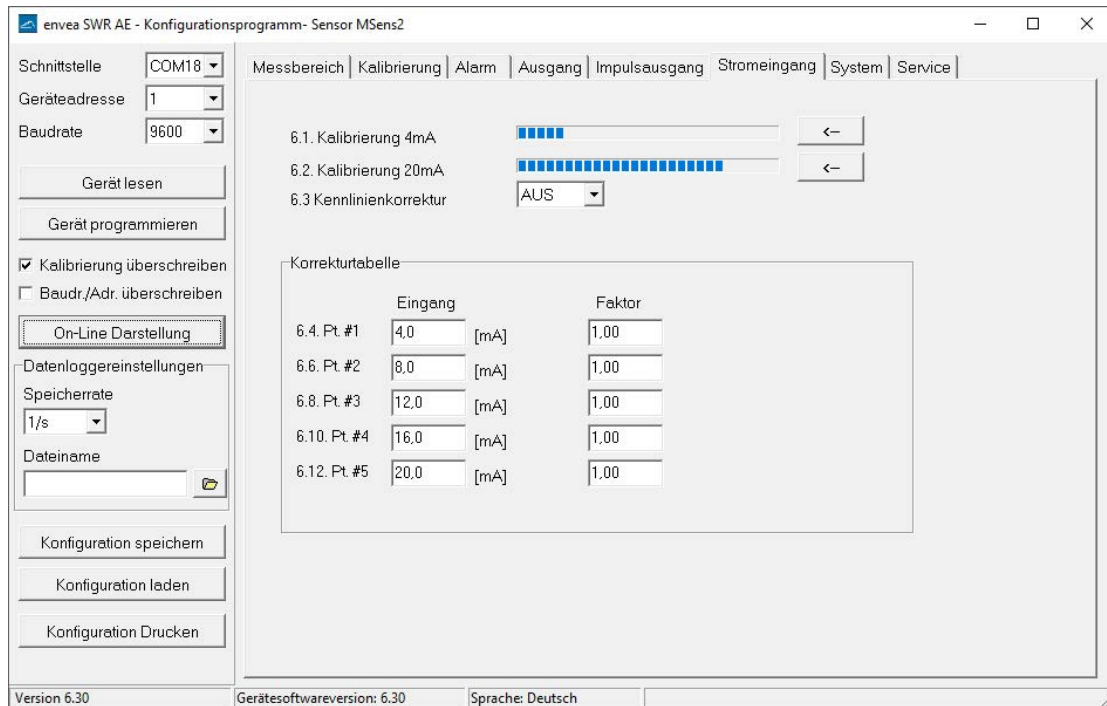 envea SWR AE - Konfigurationsprogramm- Sensor MSens2
Schnittstelle COM18
Geräteadresse 1
Baudrate 9600
Gerät lesen
Gerät programmieren
Kalibrierung überschreiben
Baudr./Adr. überschreiben
On-Line Darstellung
Datenloggereinstellungen
Speicherrate
1/s
Dateiname
Konfiguration speichern
Konfiguration laden
Konfiguration Drucken
Messbereich Kalibrierung Alarm Ausgang Impulsausgang Stromeingang System Service
6.1. Kalibrierung 4mA <--
6.2. Kalibrierung 20mA <--
6.3 Kennlinienkorrektur AUS
Korrekturtabelle
Eingang Faktor
6.4. Pt. #1 4,0 [mA] 1,00
6.6. Pt. #2 8,0 [mA] 1,00
6.8. Pt. #3 12,0 [mA] 1,00
6.10. Pt. #4 16,0 [mA] 1,00
6.12. Pt. #5 20,0 [mA] 1,00
Version 6.30 Gerätesoftwareversion: 6.30 Sprache: Deutsch